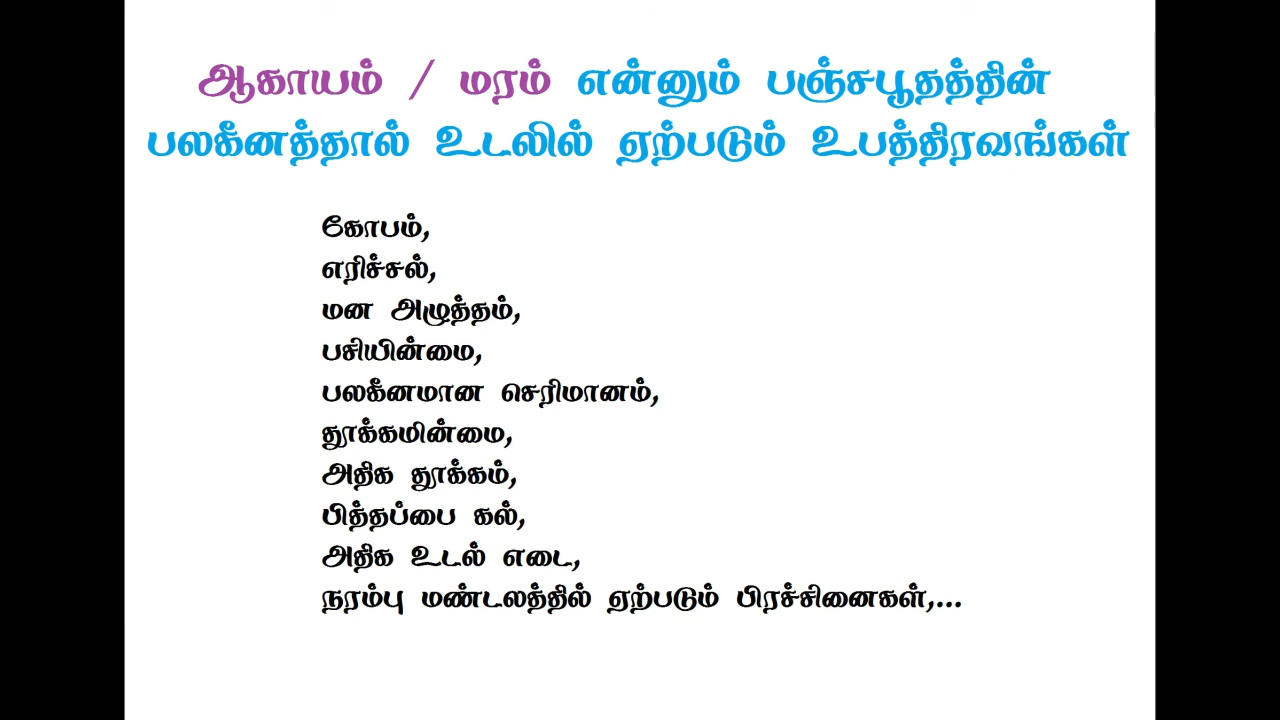 ஆகாயம் / மரம் என்னும் பஞ்சபூதத்தின்
பலகீனத்தால் உடலில் ஏற்படும் உபத்திரவங்கள்
கோபம்,
எரிச்சல்,
மன அழுத்தம்,
பசியின்மை,
பலகீனமான செரிமானம்,
தூக்கமின்மை,
அதிக தூக்கம்,
பித்தப்பை கல்,
அதிக உடல் எடை,
நரம்பு மண்டலத்தில் ஏற்படும் பிரச்சினைகள்,...